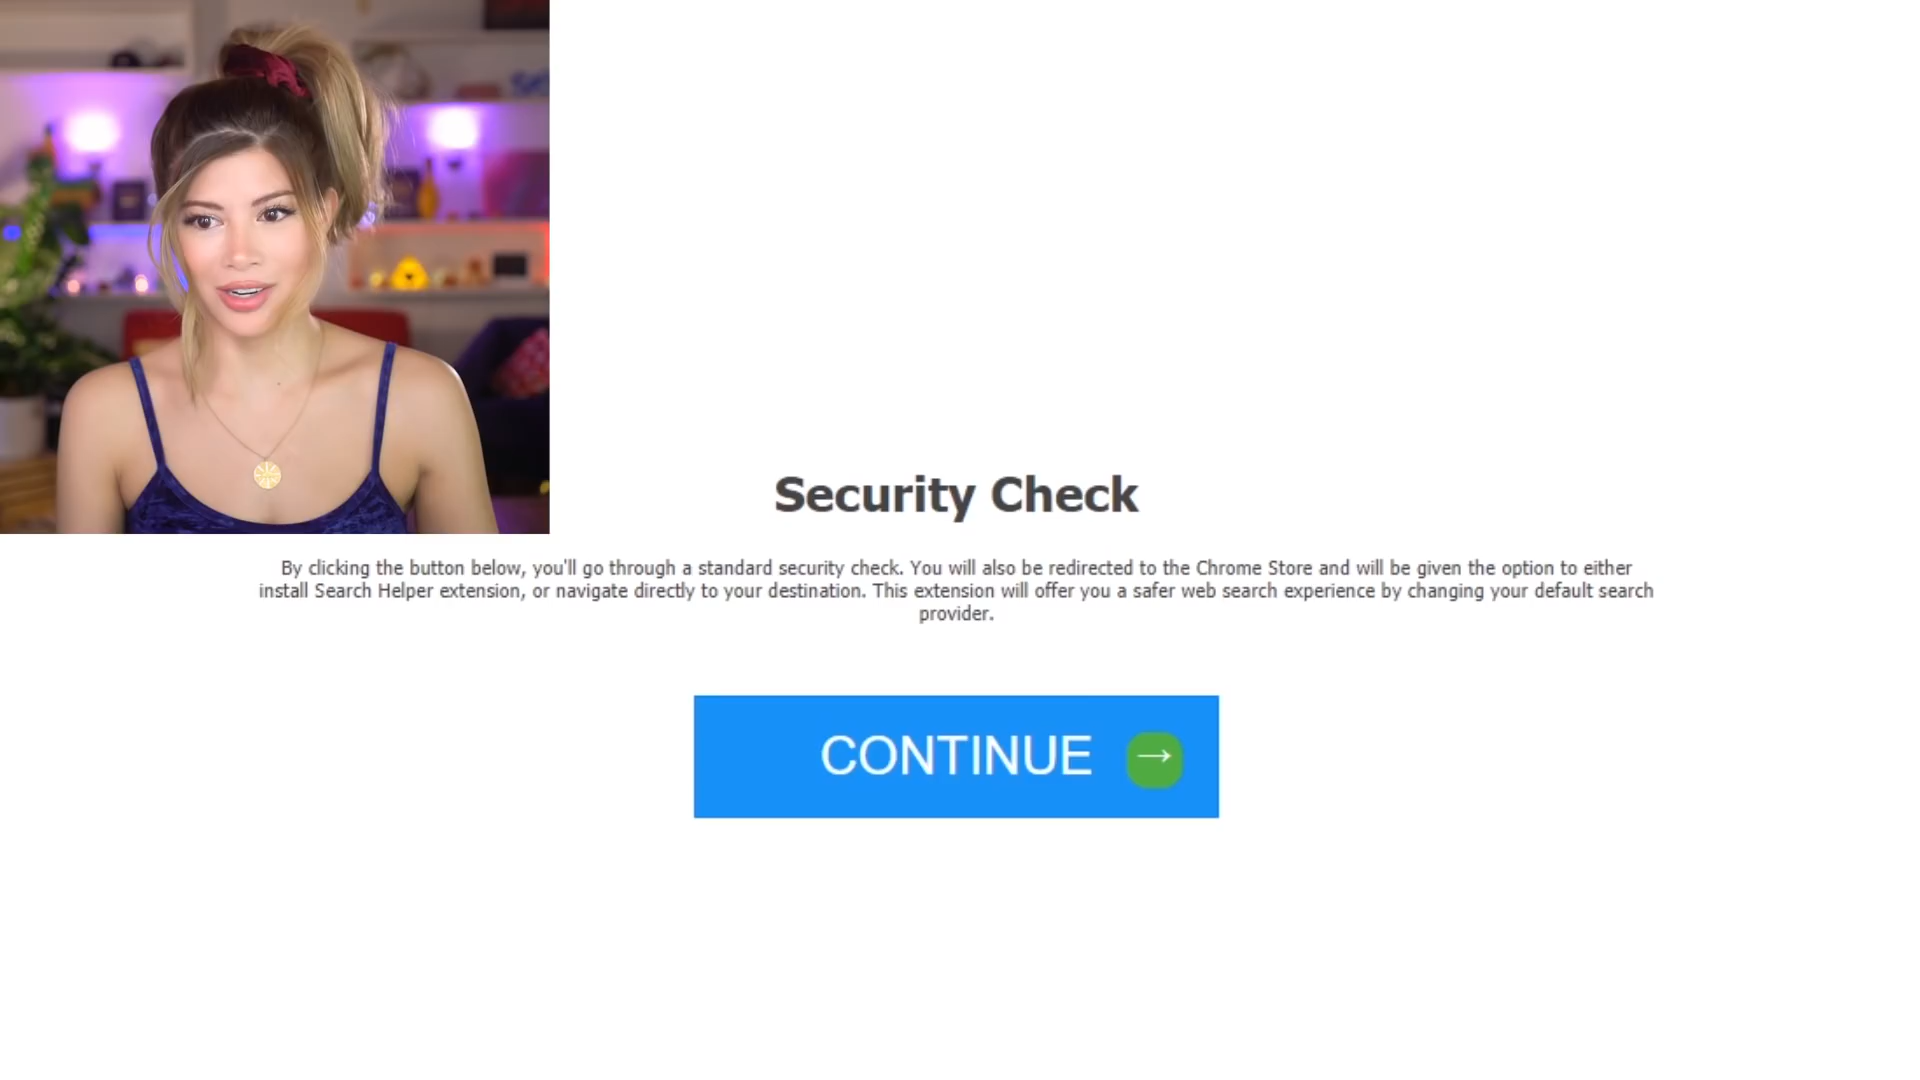 Security Check
By clicking the button below, you'll go through a standard security check. You will also be redirected to the Chrome Store and will be given the option to either
install Search Helper extension, or navigate directly to your destination. This extension will offer you a safer web search experience by changing your default search
provider.
CONTINUE →